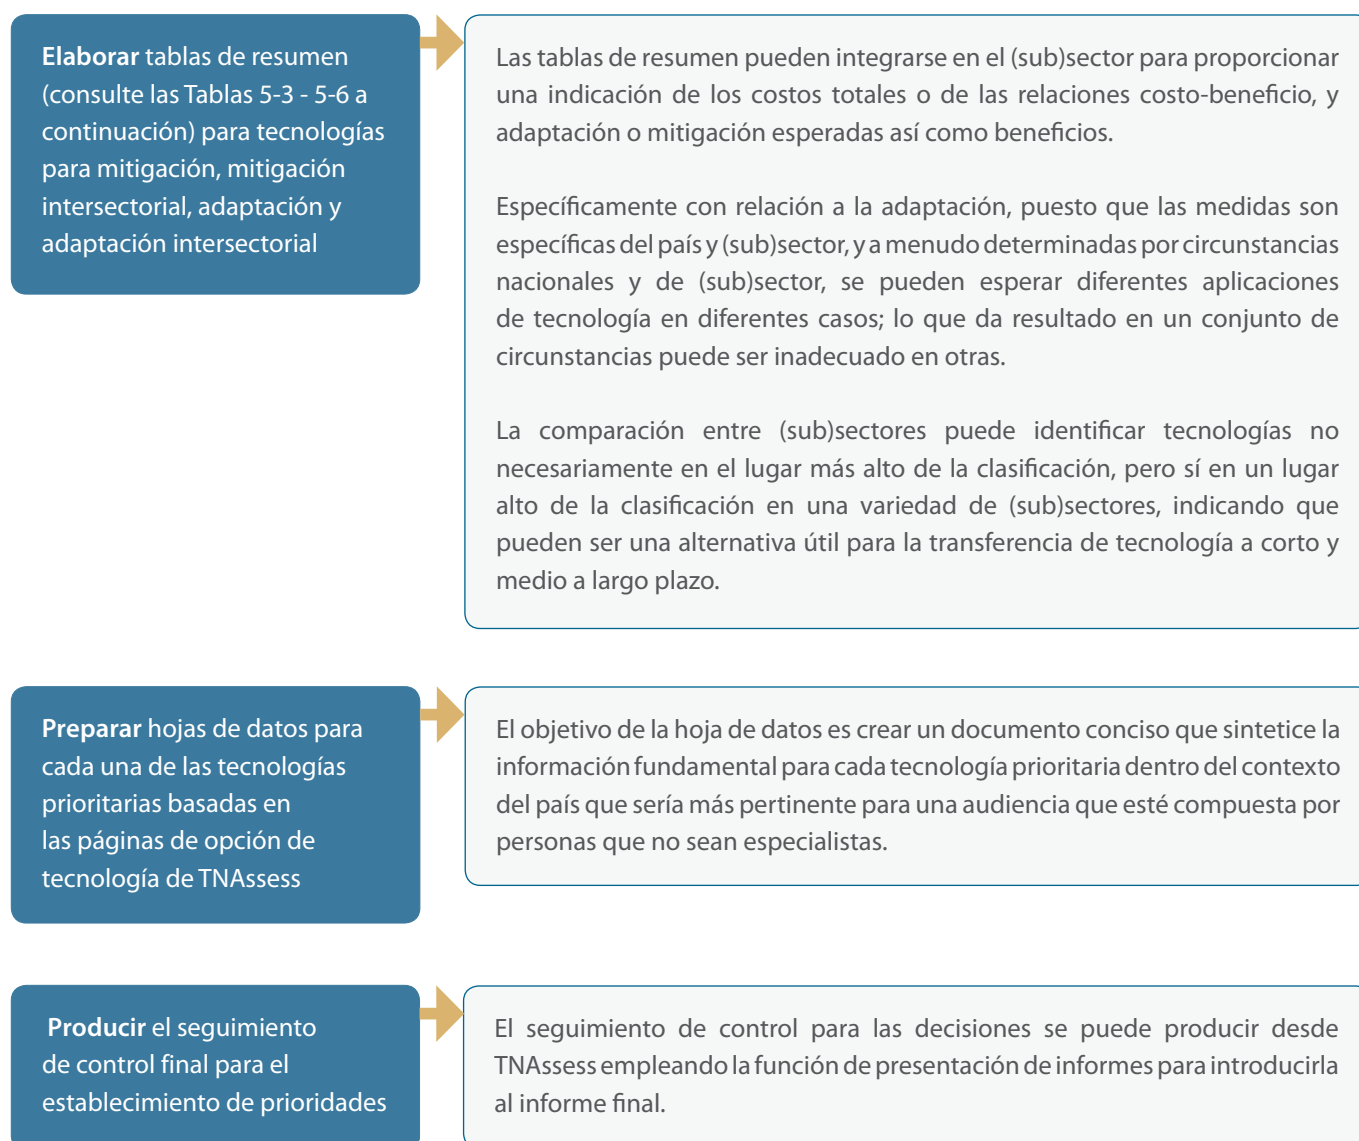 Elaborar tablas de resumen
(consulte las Tablas 5-3 - 5-6 a
continuación) para tecnologías
para mitigación, mitigación
intersectorial, adaptación y
adaptación intersectorial
Las tablas de resumen pueden integrarse en el (sub)sector para proporcionar
una indicación de los costos totales o de las relaciones costo-beneficio, y
adaptación o mitigación esperadas así como beneficios.
Específicamente con relación a la adaptación, puesto que las medidas son
específicas del país y (sub)sector, y a menudo determinadas por circunstancias
nacionales y de (sub)sector, se pueden esperar diferentes aplicaciones
de tecnología en diferentes casos; lo que da resultado en un conjunto de
circunstancias puede ser inadecuado en otras.
La comparación entre (sub)sectores puede identificar tecnologías no
necesariamente en el lugar más alto de la clasificación, pero sí en un lugar
alto de la clasificación en una variedad de (sub)sectores, indicando que
pueden ser una alternativa útil para la transferencia de tecnología a corto y
medio a largo plazo.
Preparar hojas de datos para
cada una de las tecnologías
prioritarias basadas en
las páginas de opción de
tecnología de TNAssess
El objetivo de la hoja de datos es crear un documento conciso que sintetice la
información fundamental para cada tecnología prioritaria dentro del contexto
del país que sería más pertinente para una audiencia que esté compuesta por
personas que no sean especialistas.
Producir el seguimiento
de control final para el
establecimiento de prioridades
El seguimiento de control para las decisiones se puede producir desde
TNAssess empleando la función de presentación de informes para introducirla
al informe final.